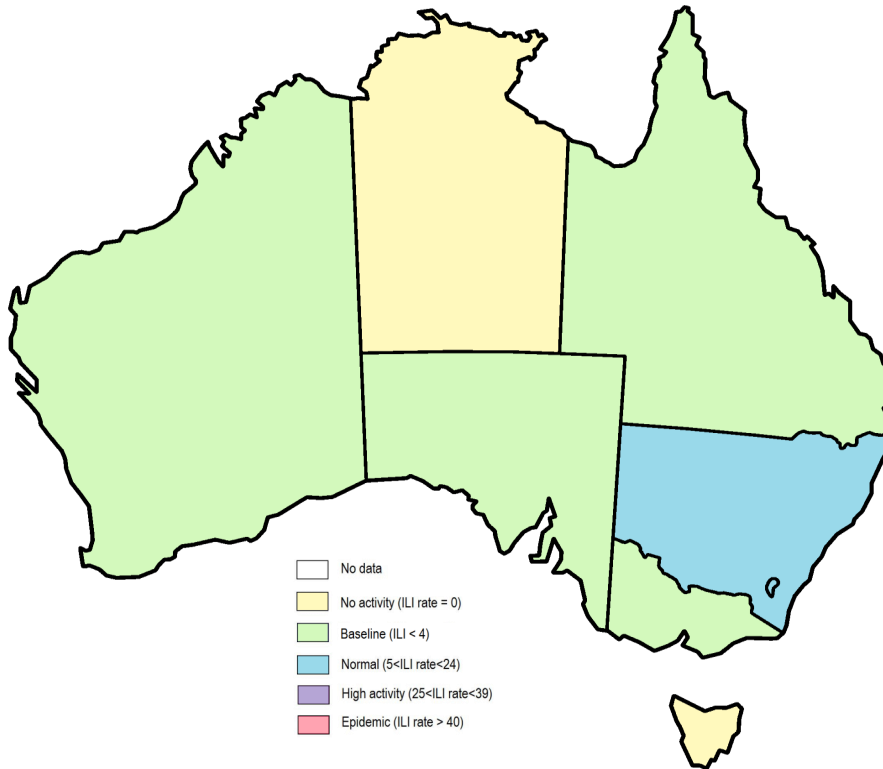 No data
No activity (ILI rate = 0)
Baseline (ILI < 4)
Normal (5<ILI rate<24)
High activity (25<ILI rate<39)
Epidemic (ILI rate > 40)